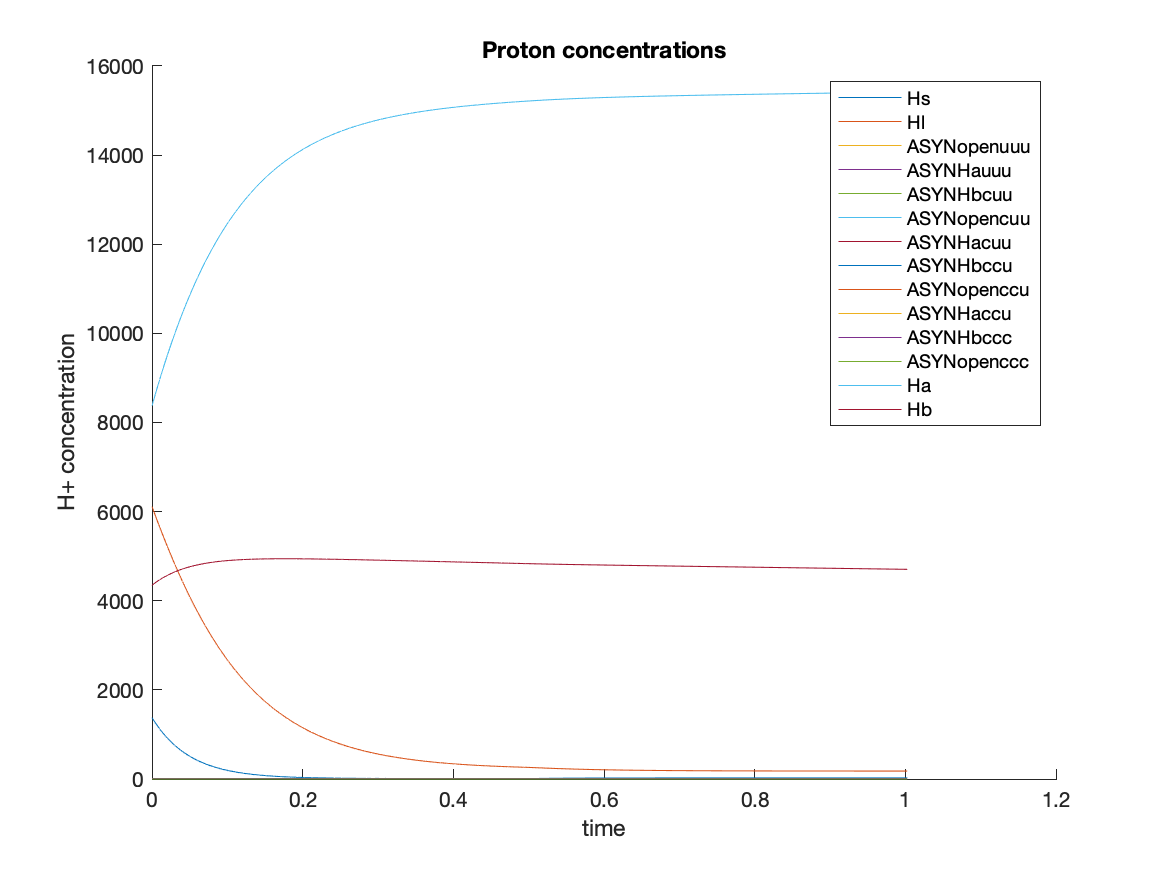 Proton concentrations
16000
14000
12000
10000
8000
6000
4000
2000
0
H+ concentration
Hs
Hl
ASYNopenuuu
ASYNHauuu
ASYNHbcuu
ASYNopencuu
ASYNHacuu
ASYNHbccu
ASYNopenccu
ASYNHaccu
ASYNHbccc
ASYNopenccc
Ha
Hb
0 0.2 0.4 0.6 0.8 1 1.2
time